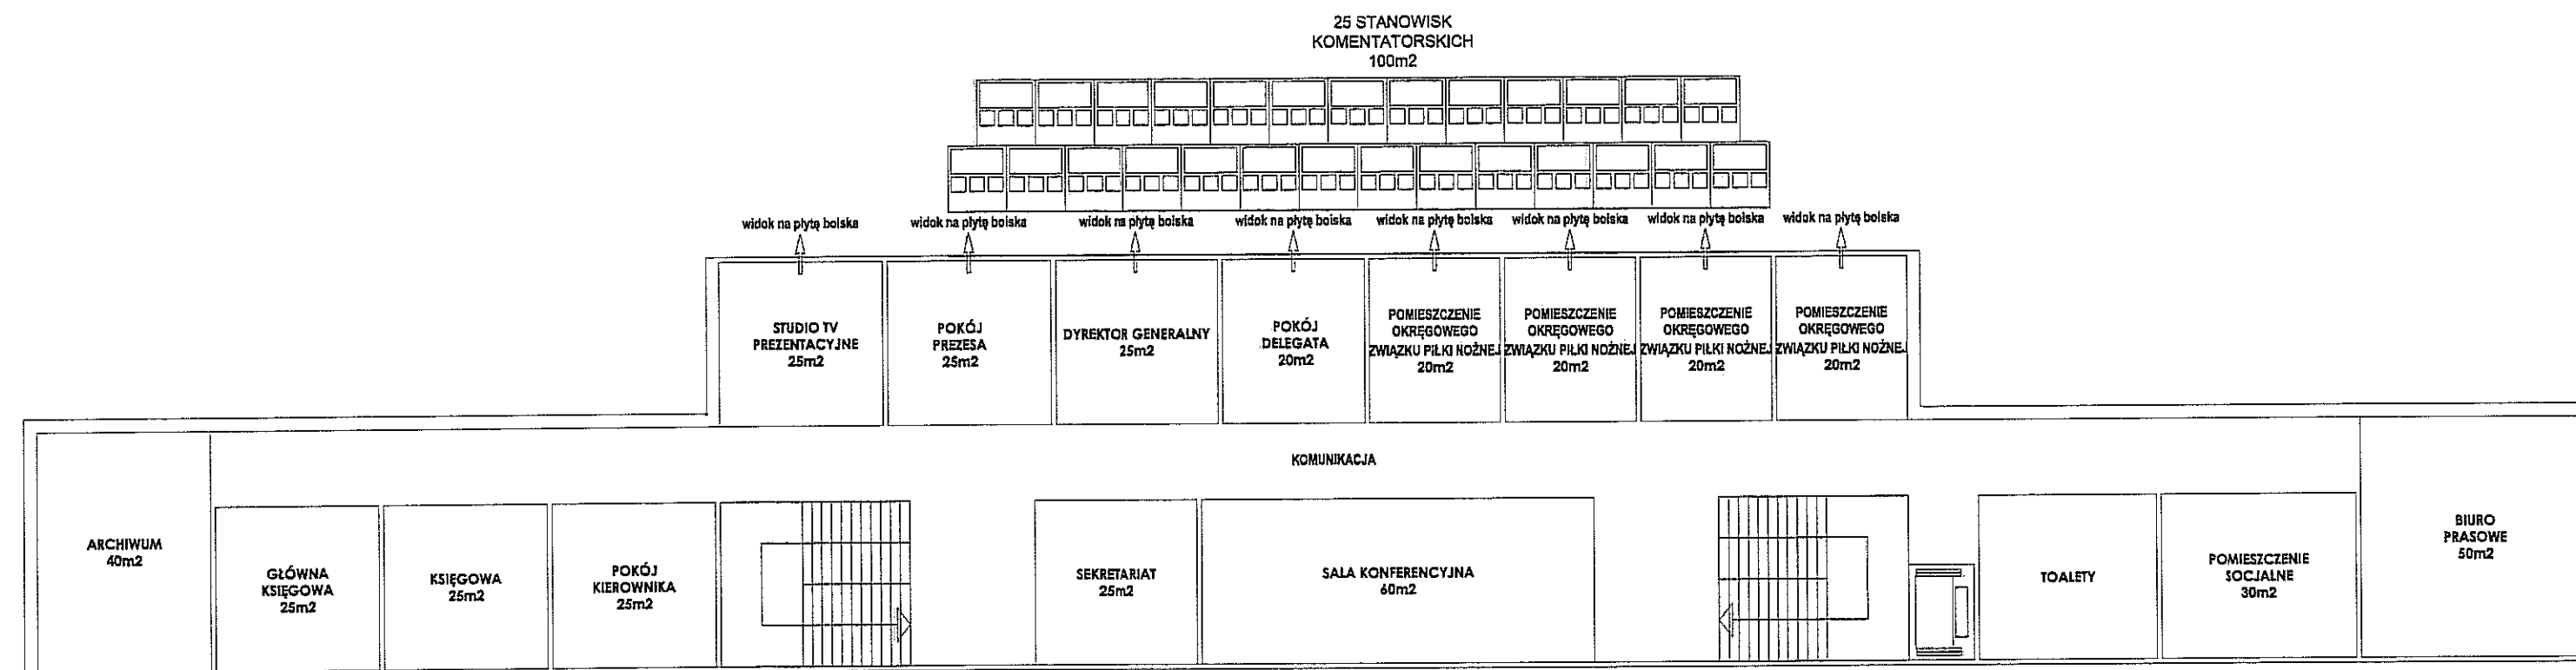 25 STANOWISK
KOMENTATORSKICH
100m2
widok na płytę boiska
widok na płytę boiska
widok na płytę boiska
widok na płytę boiska
widok na płytę boiska
widok na płytę boiska
widok na płytę boiska
widok na płytę boiska
STUDIO TV
PREZENTACYJNE
25m2
POKÓJ
PREZESA
25m2
DYREKTOR GENERALNY
25m2
POKÓJ
DELEGATA
20m2
POMIESZCZENIE
OKRĘGOWEGO
ZWIĄZKU PIŁKI NOŻNEJ
20m2
POMIESZCZENIE
OKRĘGOWEGO
ZWIĄZKU PIŁKI NOŻNEJ
20m2
POMIESZCZENIE
OKRĘGOWEGO
ZWIĄZKU PIŁKI NOŻNEJ
20m2
POMIESZCZENIE
OKRĘGOWEGO
ZWIĄZKU PIŁKI NOŻNEJ
20m2
KOMUNIKACJA
ARCHIWUM
40m2
GŁÓWNA
KSIĘGOWA
25m2
KSIĘGOWA
25m2
POKÓJ
KIEROWNIKA
25m2
SEKRETARIAT
25m2
SALA KONFERENCYJNA
60m2
TOALETY
POMIESZCZENIE
SOCJALNE
30m2
BIURO
PRASOWE
50m2